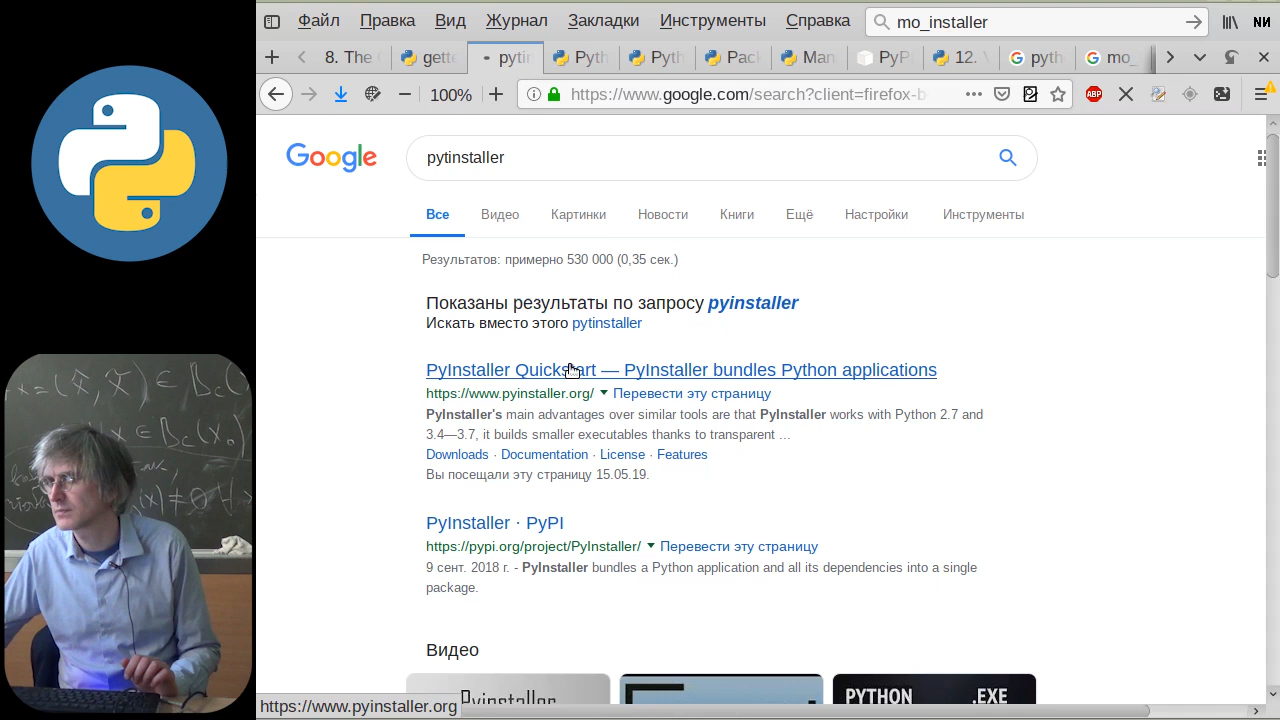 Файл Правка Вид Журнал Закладки Инструменты Справка mo_installer
8. The gette pytin Pyth Pyth Pack Man PyP 12. pyth mo_
100% https://www.google.com/search?client=firefox-b
ABP
Google pytinstaller
Все Видео Картинки Новости Книги Ещё Настройки Инструменты
Результатов: примерно 530 000 (0,35 сек.)
Показаны результаты по запросу pyinstaller
Искать вместо этого pytinstaller
PyInstaller Quickstart — PyInstaller bundles Python applications
https://www.pyinstaller.org/ Перевести эту страницу
PyInstaller's main advantages over similar tools are that PyInstaller works with Python 2.7 and
3.4—3.7, it builds smaller executables thanks to transparent ...
Downloads · Documentation · License · Features
Вы посещали эту страницу 15.05.19.
PyInstaller · PyPI
https://pypi.org/project/PyInstaller/ Перевести эту страницу
9 сент. 2018 г. - PyInstaller bundles a Python application and all its dependencies into a single
package.
Видео
Pyinstaller
PYTHON .EXE
https://www.pyinstaller.org